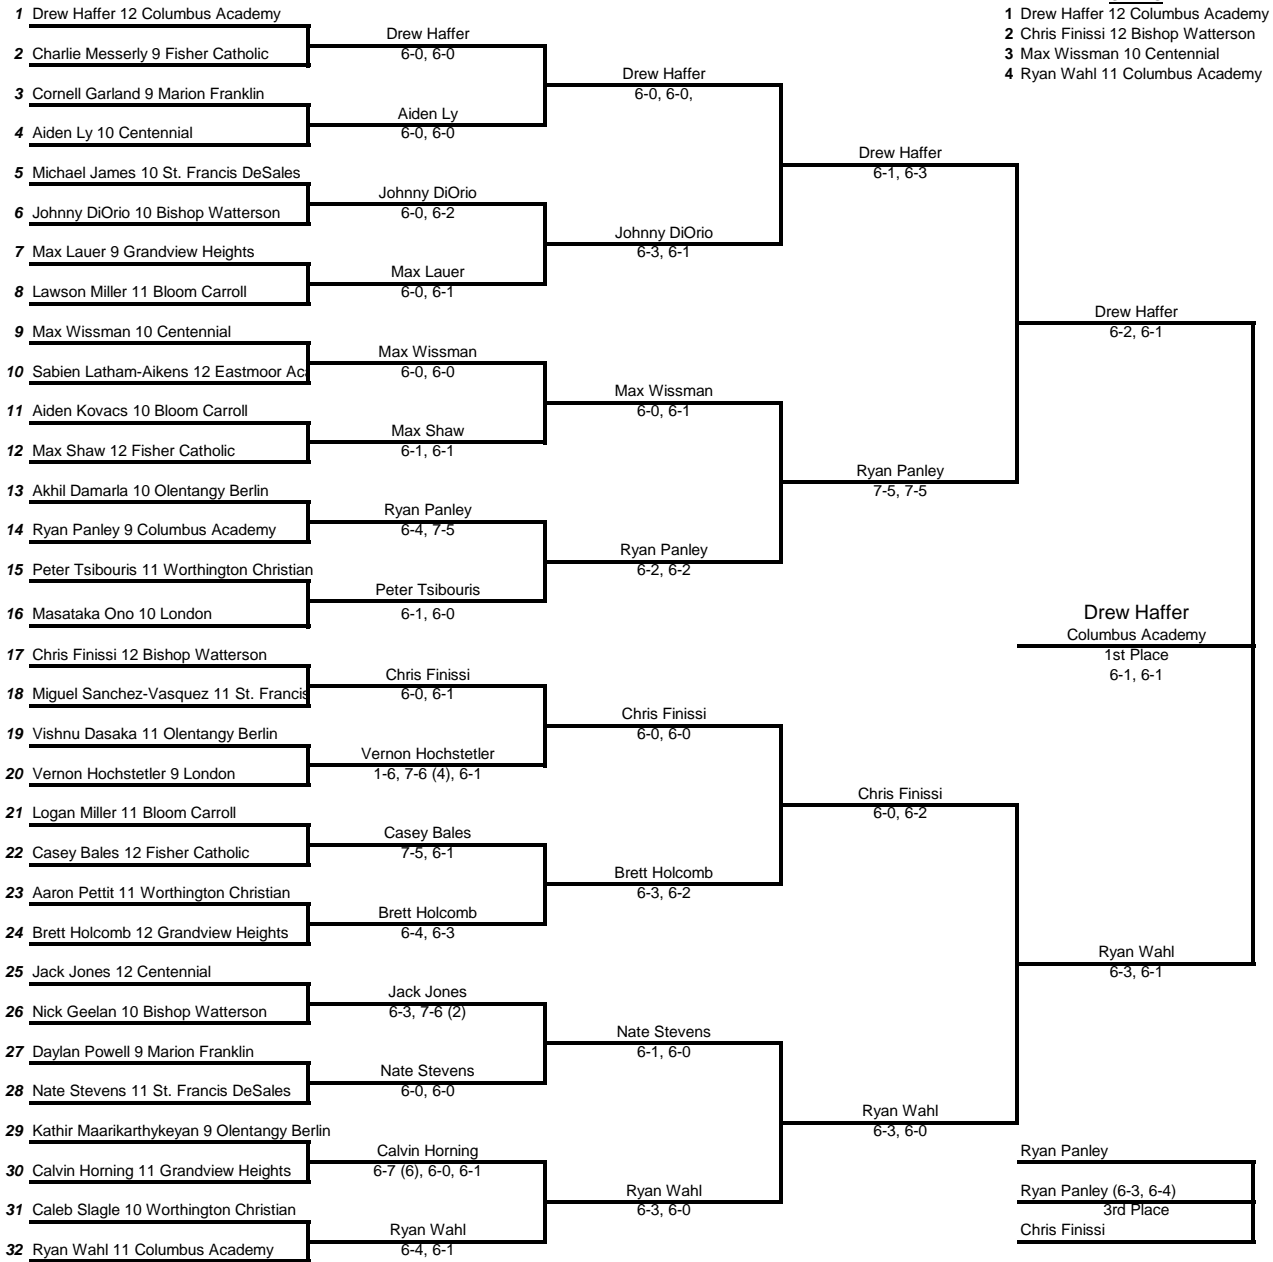 1 Drew Haffer 12 Columbus Academy
2 Charlie Messerly 9 Fisher Catholic
3 Cornell Garland 9 Marion Franklin
4 Aiden Ly 10 Centennial
5 Michael James 10 St. Francis DeSales
6 Johnny DiOrio 10 Bishop Watterson
7 Max Lauer 9 Grandview Heights
8 Lawson Miller 11 Bloom Carroll
9 Max Wissman 10 Centennial
10 Sabien Latham-Aikens 12 Eastmoor Aca
11 Aiden Kovacs 10 Bloom Carroll
12 Max Shaw 12 Fisher Catholic
13 Akhil Damarla 10 Olentangy Berlin
14 Ryan Panley 9 Columbus Academy
15 Peter Tsibouris 11 Worthington Christian
16 Masataka Ono 10 London
17 Chris Finissi 12 Bishop Watterson
18 Miguel Sanchez-Vasquez 11 St. Francis
19 Vishnu Dasaka 11 Olentangy Berlin
20 Vernon Hochstetler 9 London
21 Logan Miller 11 Bloom Carroll
22 Casey Bales 12 Fisher Catholic
23 Aaron Pettit 11 Worthington Christian
24 Brett Holcomb 12 Grandview Heights
25 Jack Jones 12 Centennial
26 Nick Geelan 10 Bishop Watterson
27 Daylan Powell 9 Marion Franklin
28 Nate Stevens 11 St. Francis DeSales
29 Kathir Maarikarthykeyan 9 Olentangy Berlin
30 Calvin Horning 11 Grandview Heights
31 Caleb Slagle 10 Worthington Christian
32 Ryan Wahl 11 Columbus Academy
Drew Haffer
6-0, 6-0
Aiden Ly
6-0, 6-0
Johnny DiOrio
6-0, 6-2
Max Lauer
6-0, 6-1
Max Wissman
6-0, 6-0
Max Shaw
6-1, 6-1
Ryan Panley
6-4, 7-5
Peter Tsibouris
6-1, 6-0
Chris Finissi
6-0, 6-1
Vernon Hochstetler
1-6, 7-6 (4), 6-1
Casey Bales
7-5, 6-1
Brett Holcomb
6-4, 6-3
Jack Jones
6-3, 7-6 (2)
Nate Stevens
6-0, 6-0
Calvin Horning
6-7 (6), 6-0, 6-1
Ryan Wahl
6-4, 6-1
Drew Haffer
6-0, 6-0,
Johnny DiOrio
6-3, 6-1
Max Wissman
6-0, 6-1
Ryan Panley
6-2, 6-2
Chris Finissi
6-0, 6-0
Brett Holcomb
6-3, 6-2
Nate Stevens
6-1, 6-0
Ryan Wahl
6-3, 6-0
Drew Haffer
6-1, 6-3
Ryan Panley
7-5, 7-5
Chris Finissi
6-0, 6-2
Ryan Wahl
6-3, 6-0
1 Drew Haffer 12 Columbus Academy
2 Chris Finissi 12 Bishop Watterson
3 Max Wissman 10 Centennial
4 Ryan Wahl 11 Columbus Academy
Drew Haffer
6-2, 6-1
Drew Haffer
Columbus Academy
1st Place
6-1, 6-1
Ryan Wahl
6-3, 6-1
Ryan Panley
Ryan Panley (6-3, 6-4)
3rd Place
Chris Finissi